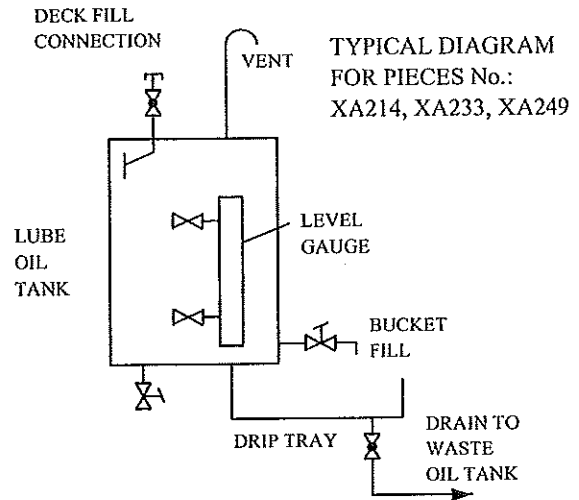 DECK FILL
CONNECTION
VENT
TYPICAL DIAGRAM
FOR PIECES No.:
XA214, XA233, XA249
LUBE
OIL
TANK
LEVEL
GAUGE
BUCKET
FILL
DRIP TRAY
DRAIN TO
WASTE
OIL TANK